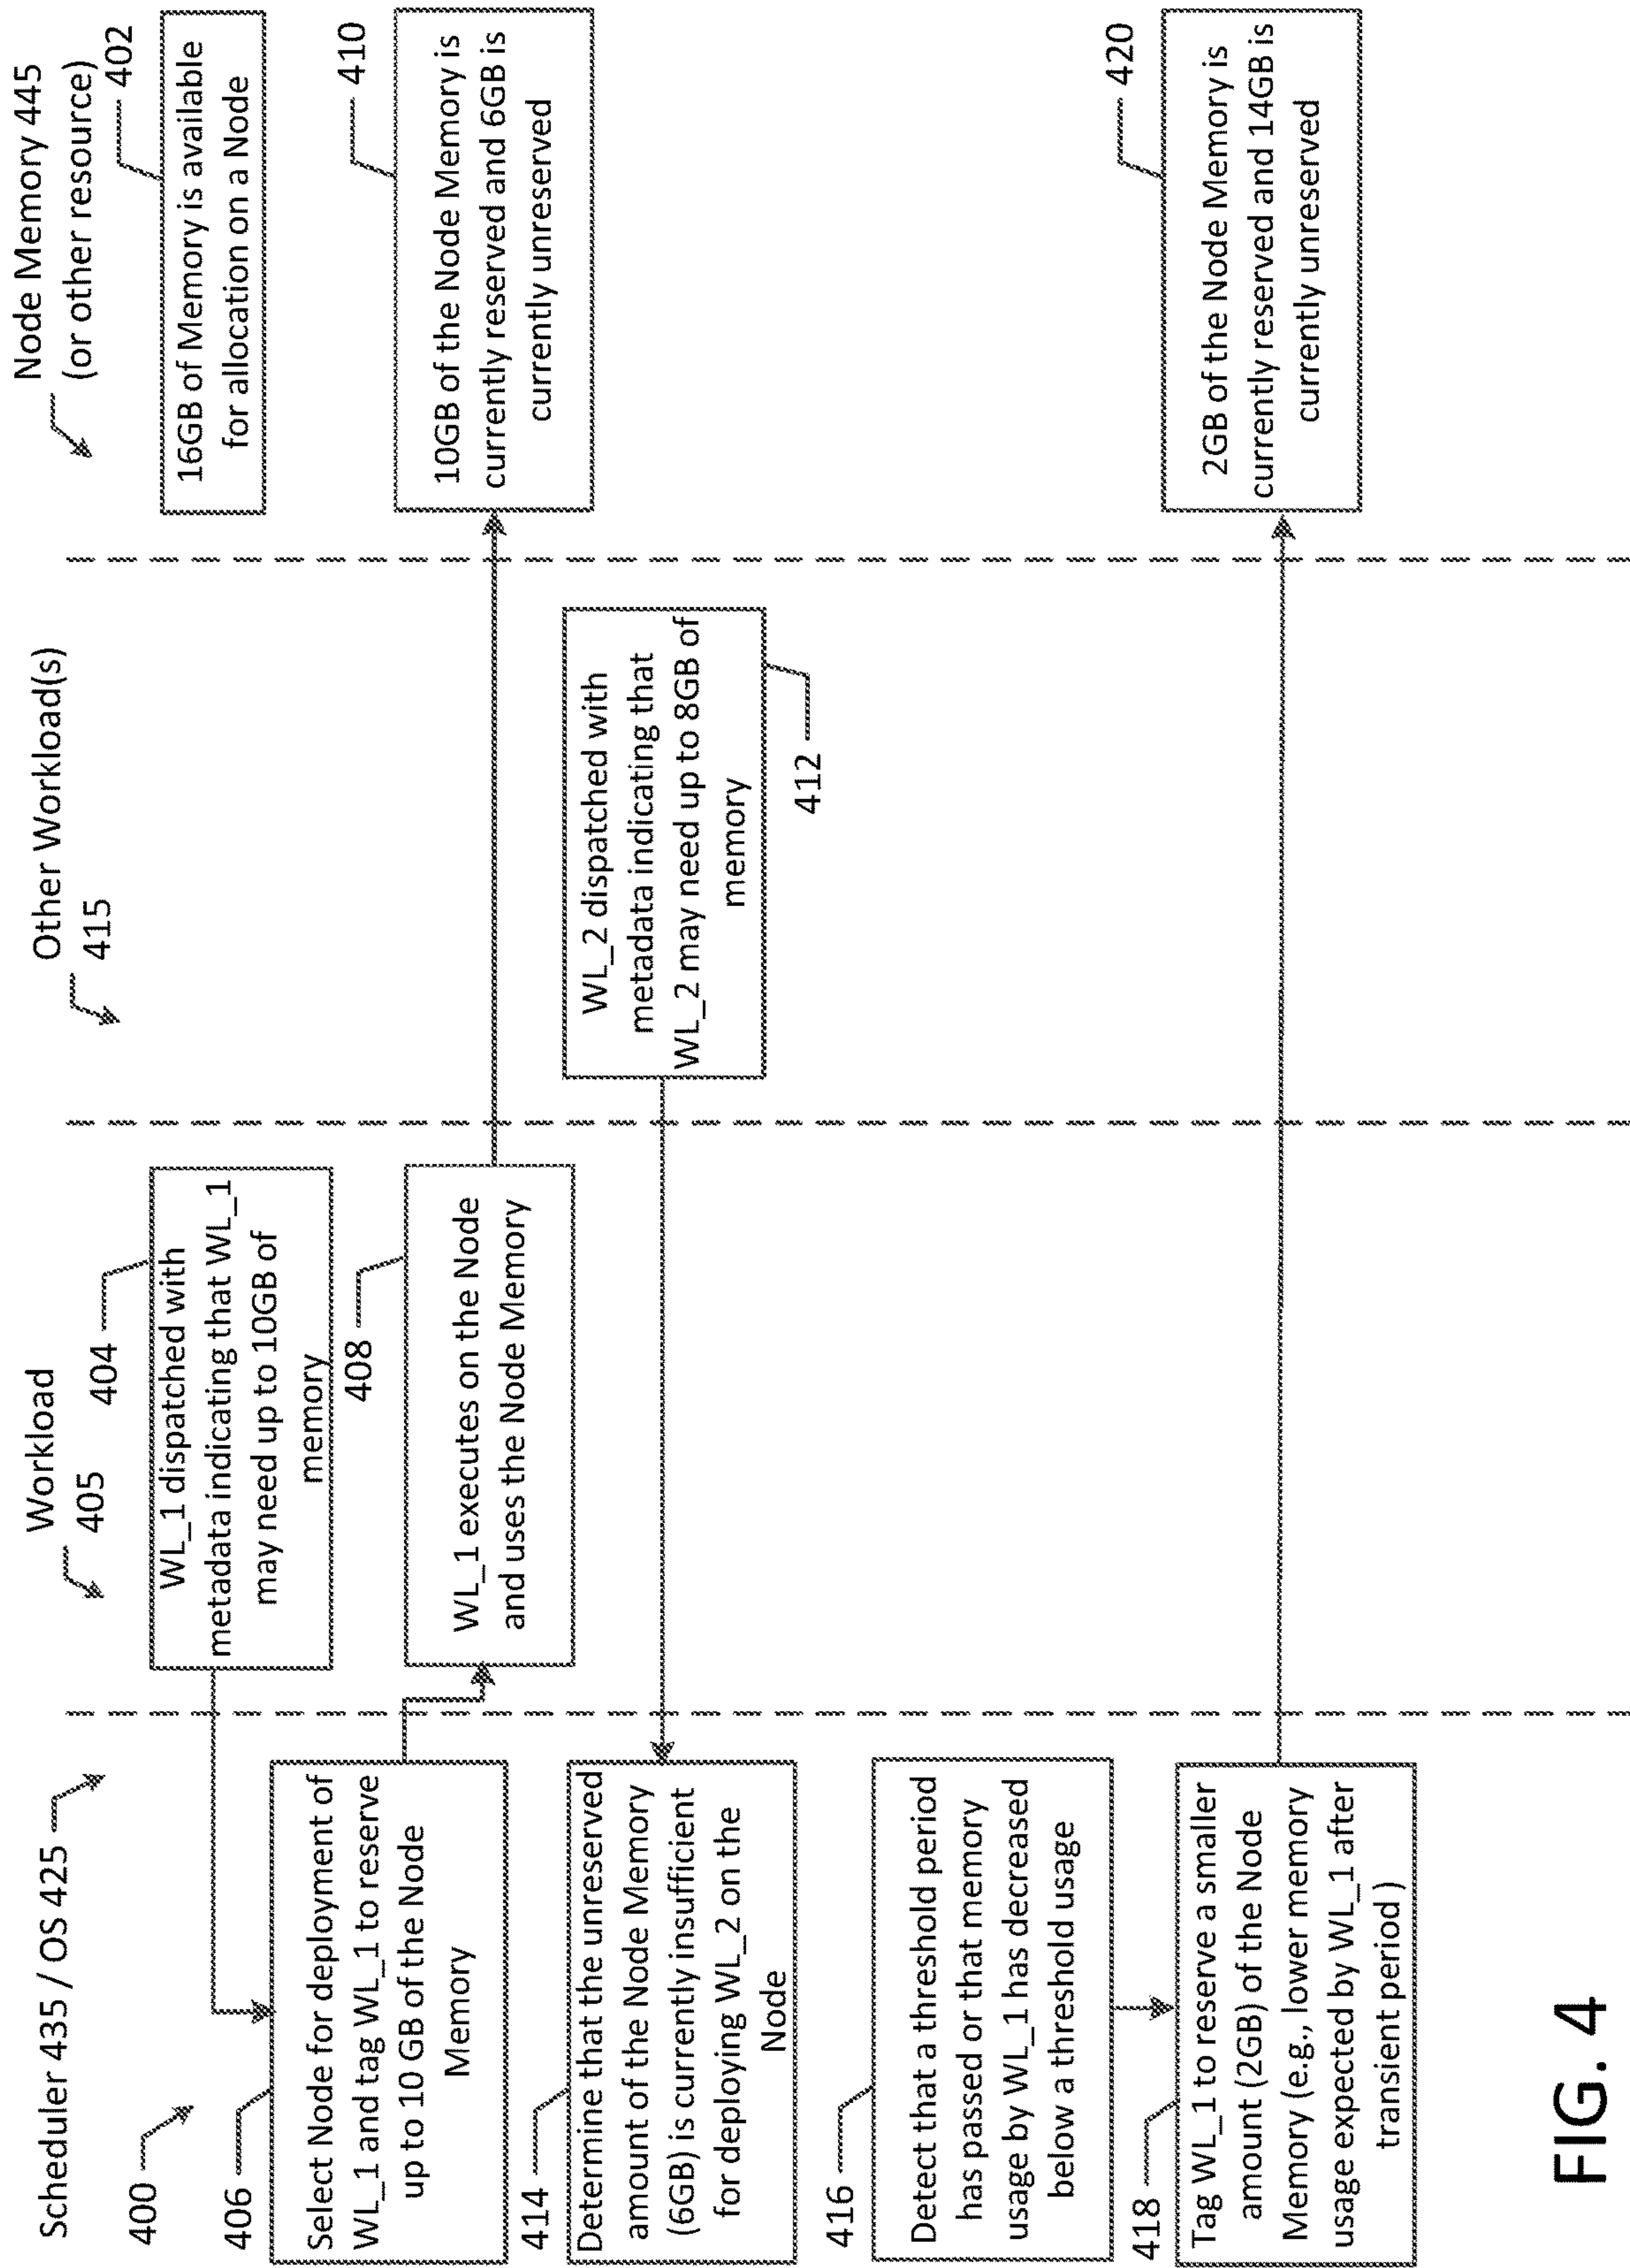 Scheduler 435 / OS 425
Workload
405
Other Workload(s)
415
Node Memory 445
(or other resource)
400
402
16GB of Memory is available
for allocation on a Node
404
WL_1 dispatched with
metadata indicating that WL_1
may need up to 10GB of
memory
406
Select Node for deployment of
WL_1 and tag WL_1 to reserve
up to 10 GB of the Node
Memory
408
WL_1 executes on the Node
and uses the Node Memory
410
10GB of the Node Memory is
currently reserved and 6GB is
currently unreserved
WL_2 dispatched with
metadata indicating that
WL_2 may need up to 8GB of
memory
412
414
Determine that the unreserved
amount of the Node Memory
(6GB) is currently insufficient
for deploying WL_2 on the
Node
416
Detect that a threshold period
has passed or that memory
usage by WL_1 has decreased
below a threshold usage
418
Tag WL_1 to reserve a smaller
amount (2GB) of the Node
Memory (e.g., lower memory
usage expected by WL_1 after
transient period )
420
2GB of the Node Memory is
currently reserved and 14GB is
currently unreserved
FIG. 4